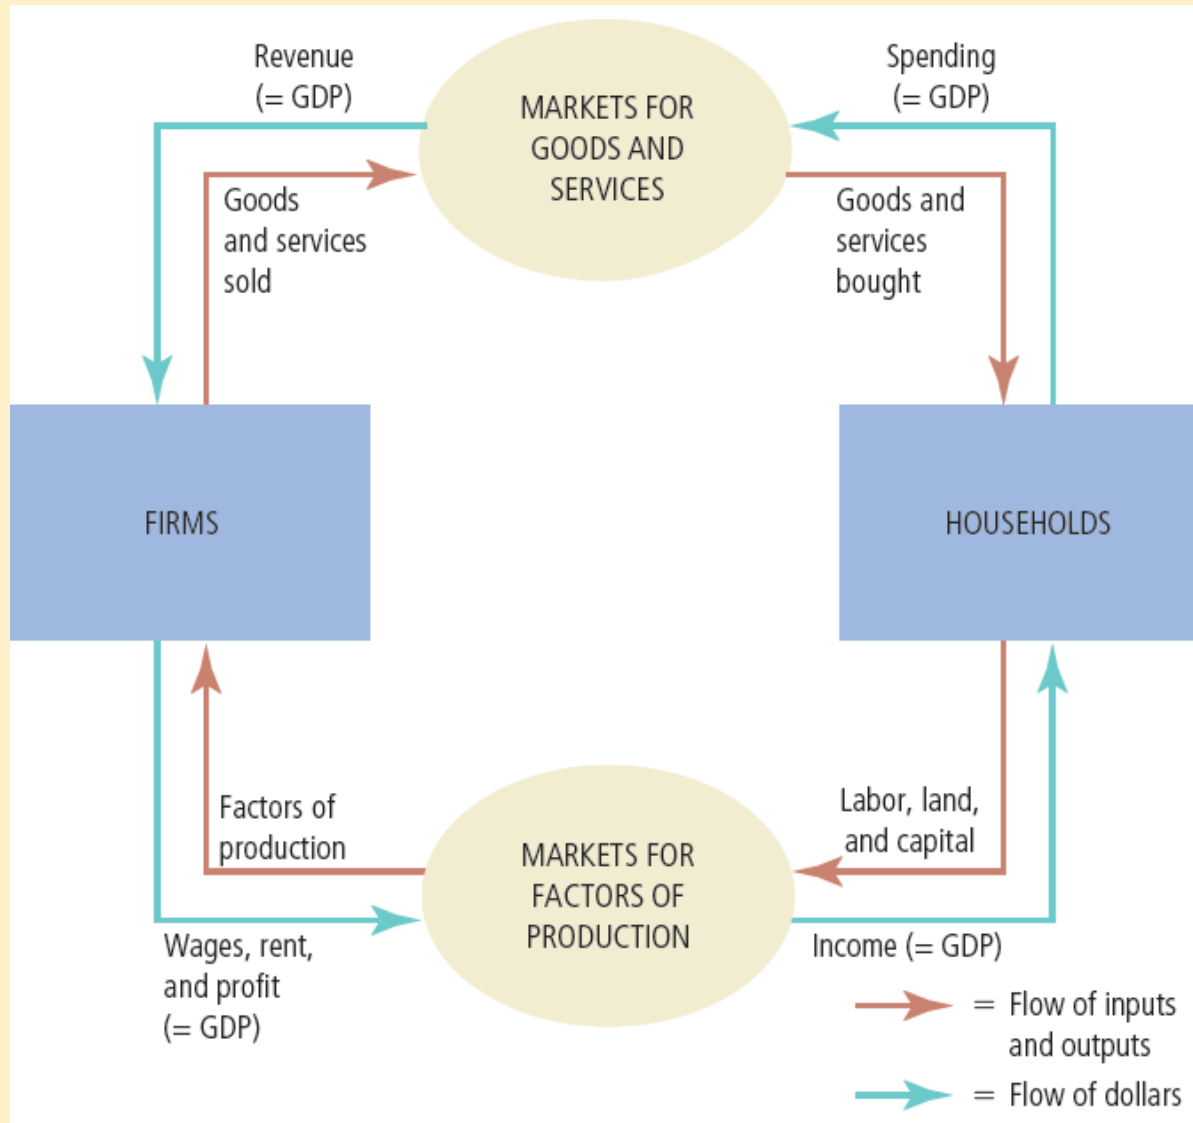 Revenue
(= GDP)
Spending
(= GDP)
MARKETS FOR
GOODS AND
SERVICES
Goods
and services
sold
Goods and
services
bought
FIRMS
HOUSEHOLDS
Factors of
production
Labor, land,
and capital
MARKETS FOR
FACTORS OF
PRODUCTION
Wages, rent,
and profit
(= GDP)
Income (= GDP)
= Flow of inputs
and outputs
= Flow of dollars